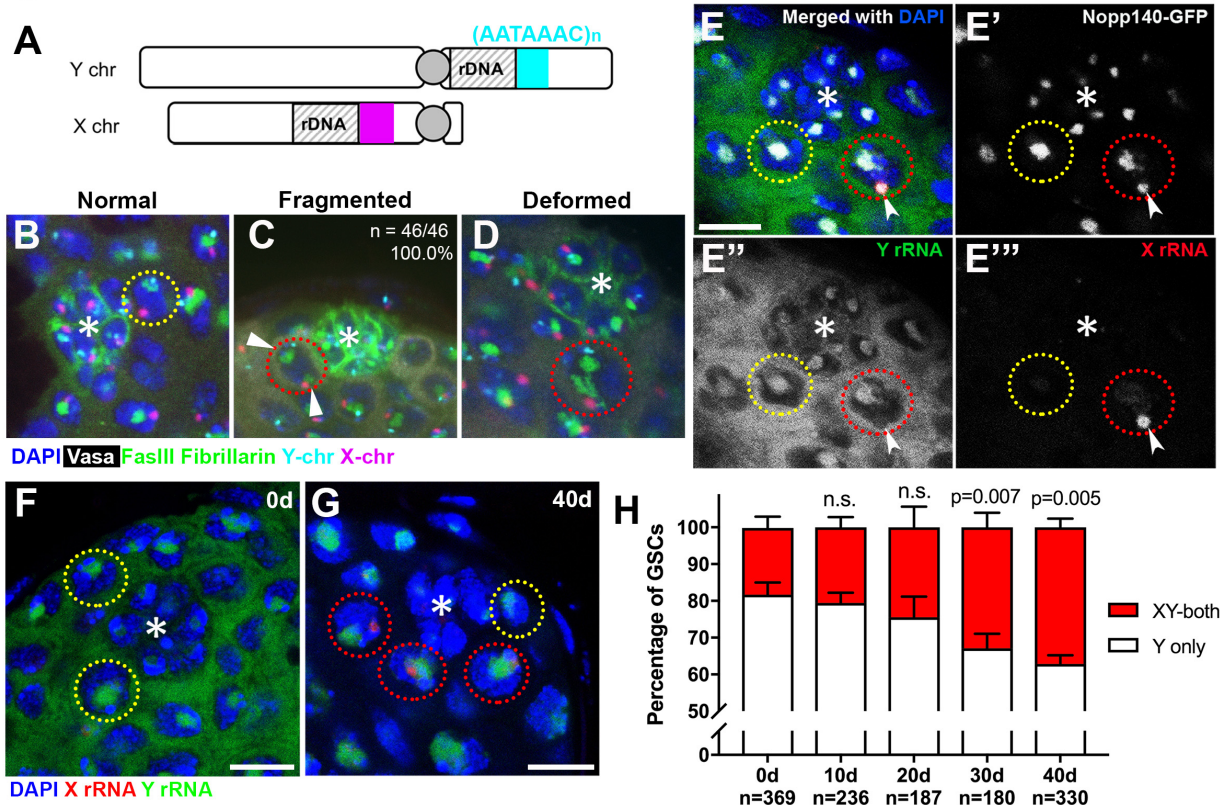 A
(AATAAAC)n
Y chr
rDNA
X chr
rDNA
Normal
Fragmented
Deformed
B
C
n = 46/46
100.0%
D
*
*
*
DAPI Vasa FasIII Fibrillarin Y-chr X-chr
E
Merged with DAPI
E'
Nopp140-GFP
*
*
E''
Y rRNA
E'''
X rRNA
*
*
F
0d
G
40d
*
*
DAPI X rRNA Y rRNA
H
n.s.
n.s.
p=0.007
p=0.005
Percentage of GSCs
100
90
80
70
60
50
0
XY-both
Y only
0d
10d
20d
30d
40d
n=369
n=236
n=187
n=180
n=330